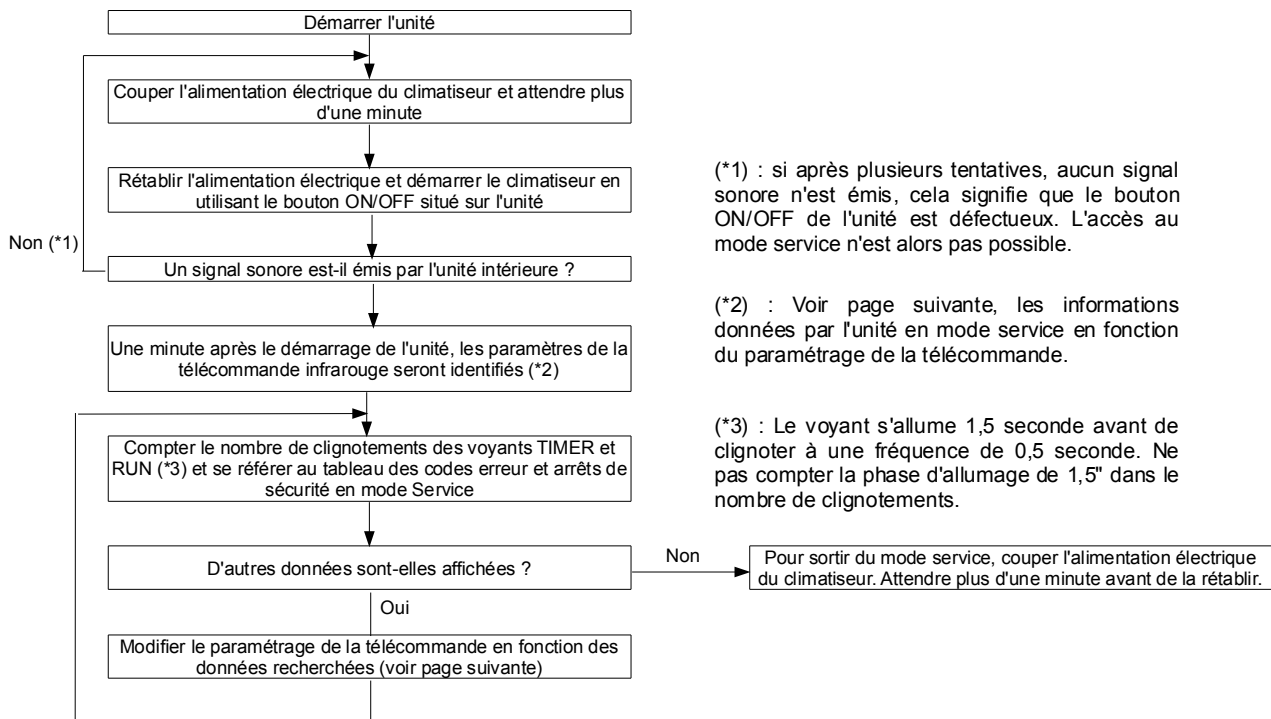 Démarrer l'unité
Couper l'alimentation électrique du climatiseur et attendre plus
d'une minute
Rétablir l'alimentation électrique et démarrer le climatiseur en
utilisant le bouton ON/OFF situé sur l'unité
Non (*1)
Un signal sonore est-il émis par l'unité intérieure ?
Une minute après le démarrage de l'unité, les paramètres de la
télécommande infrarouge seront identifiés (*2)
Compter le nombre de clignotements des voyants TIMER et
RUN (*3) et se référer au tableau des codes erreur et arrêts de
sécurité en mode Service
D'autres données sont-elles affichées ?
Non
Pour sortir du mode service, couper l'alimentation électrique
du climatiseur. Attendre plus d'une minute avant de la rétablir.
Oui
Modifier le paramétrage de la télécommande en fonction des
données recherchées (voir page suivante)
(*1) : si après plusieurs tentatives, aucun signal
sonore n'est émis, cela signifie que le bouton
ON/OFF de l'unité est défectueux. L'accès au
mode service n'est alors pas possible.
(*2) : Voir page suivante, les informations
données par l'unité en mode service en fonction
du paramétrage de la télécommande.
(*3) : Le voyant s'allume 1,5 seconde avant de
clignoter à une fréquence de 0,5 seconde. Ne
pas compter la phase d'allumage de 1,5" dans le
nombre de clignotements.